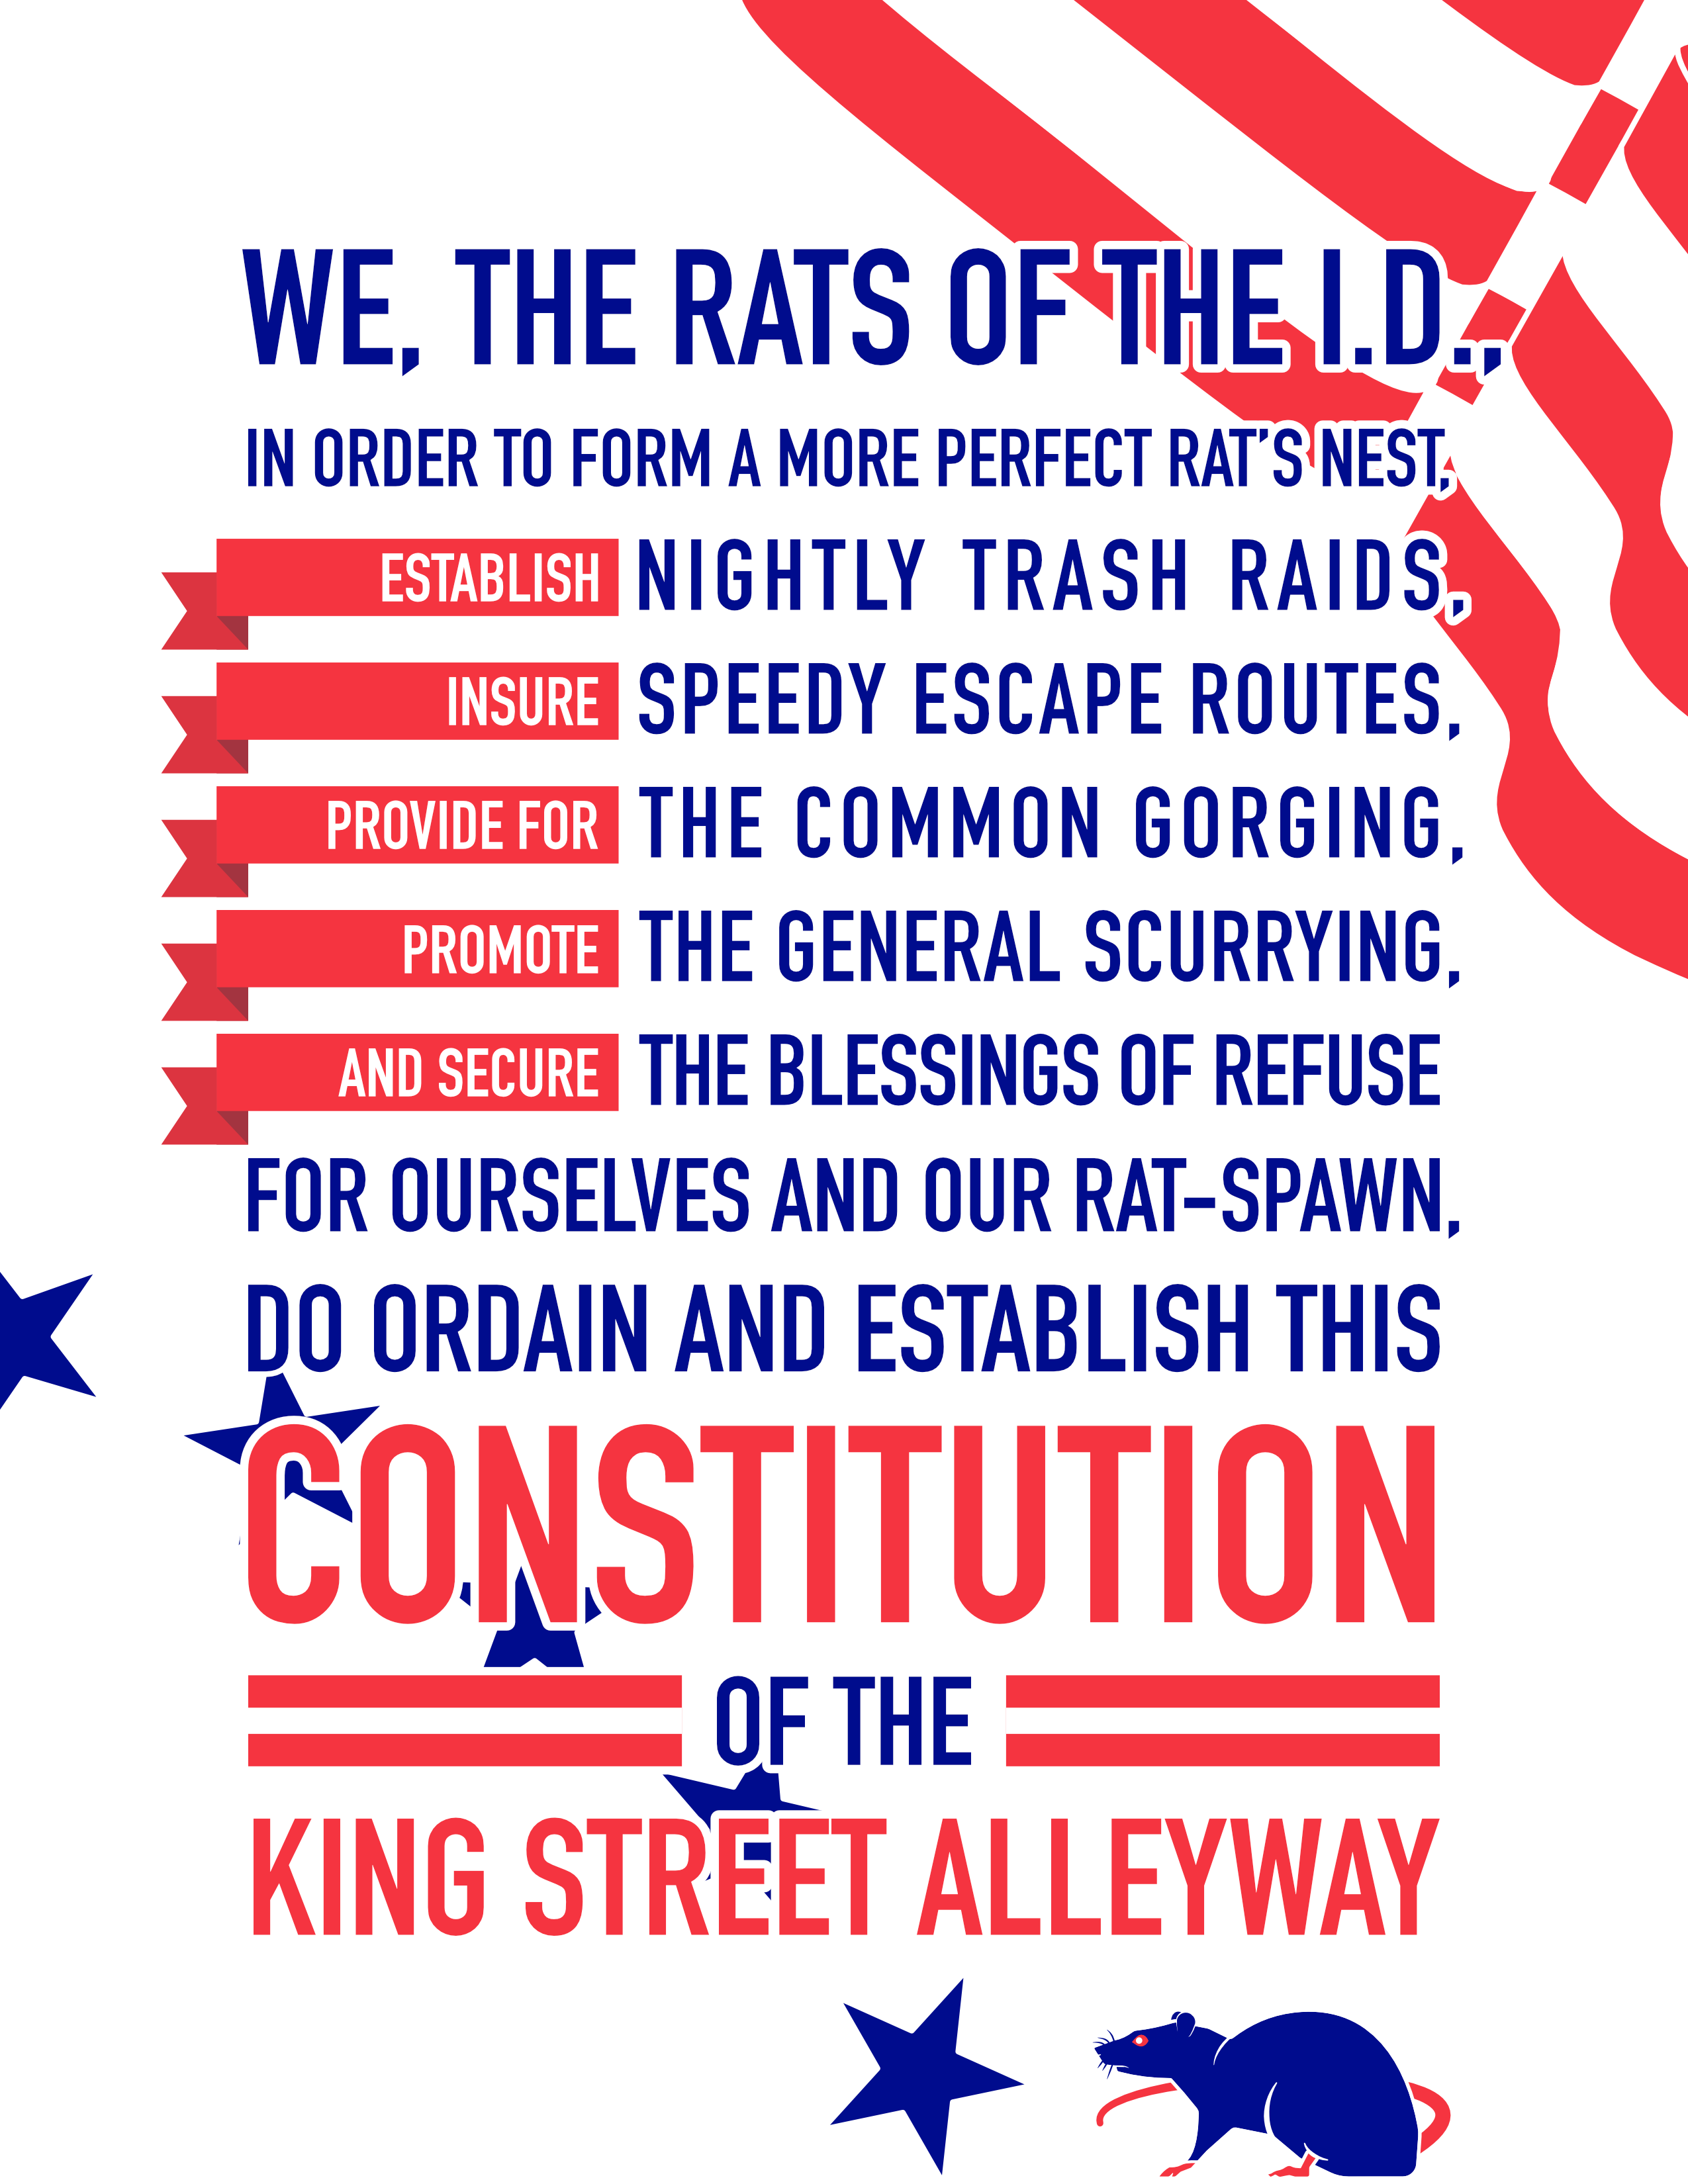 WE, THE RATS OF THE I.D.,
IN ORDER TO FORM A MORE PERFECT RAT'S NEST,
ESTABLISH NIGHTLY TRASH RAIDS,
INSURE SPEEDY ESCAPE ROUTES,
PROVIDE FOR THE COMMON GORGING,
PROMOTE THE GENERAL SCURRYING,
AND SECURE THE BLESSINGS OF REFUSE
FOR OURSELVES AND OUR RAT-SPAWN,
DO ORDAIN AND ESTABLISH THIS
CONSTITUTION
OF THE
KING STREET ALLEYWAY